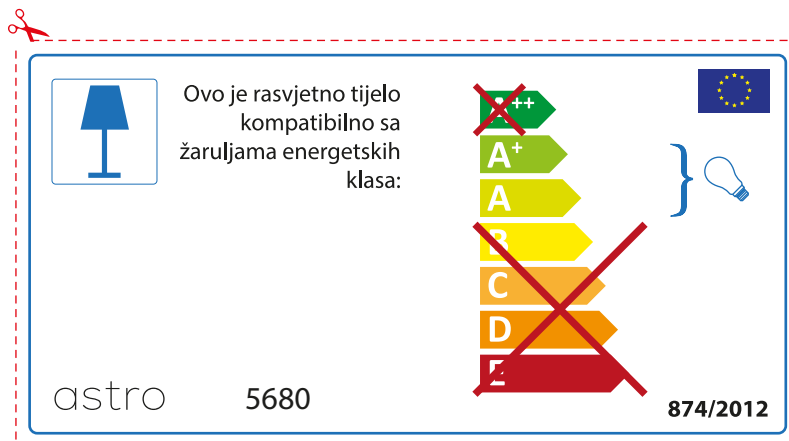 Ovo je rasvjetno tijelo
kompatibilno sa
žaruljama energetskih
klasa:
A++
A+
A
B
C
D
E
astro
5680
874/2012